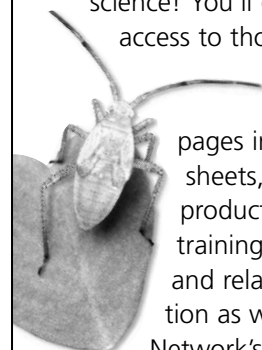 science! You'll
access to tho
pages in
sheets,
product
training
and rela
tion as w
Network's